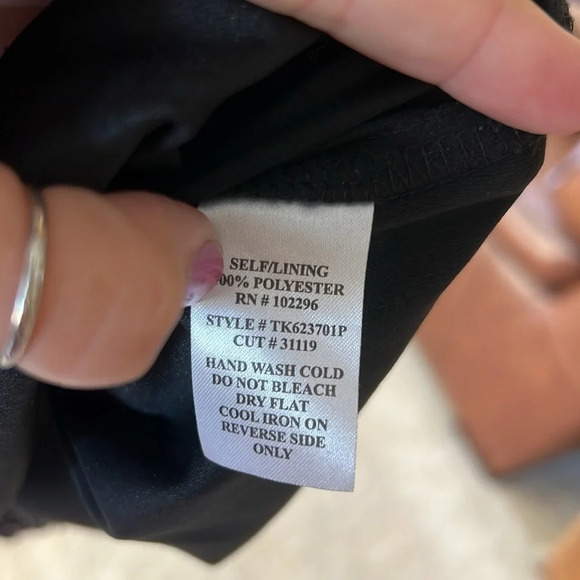 SELF/LINING
00% POLYESTER
RN # 102296
STYLE # TK623701P
CUT # 31119
HAND WASH COLD
DO NOT BLEACH
DRY FLAT
COOL IRON ON
REVERSE SIDE
ONLY